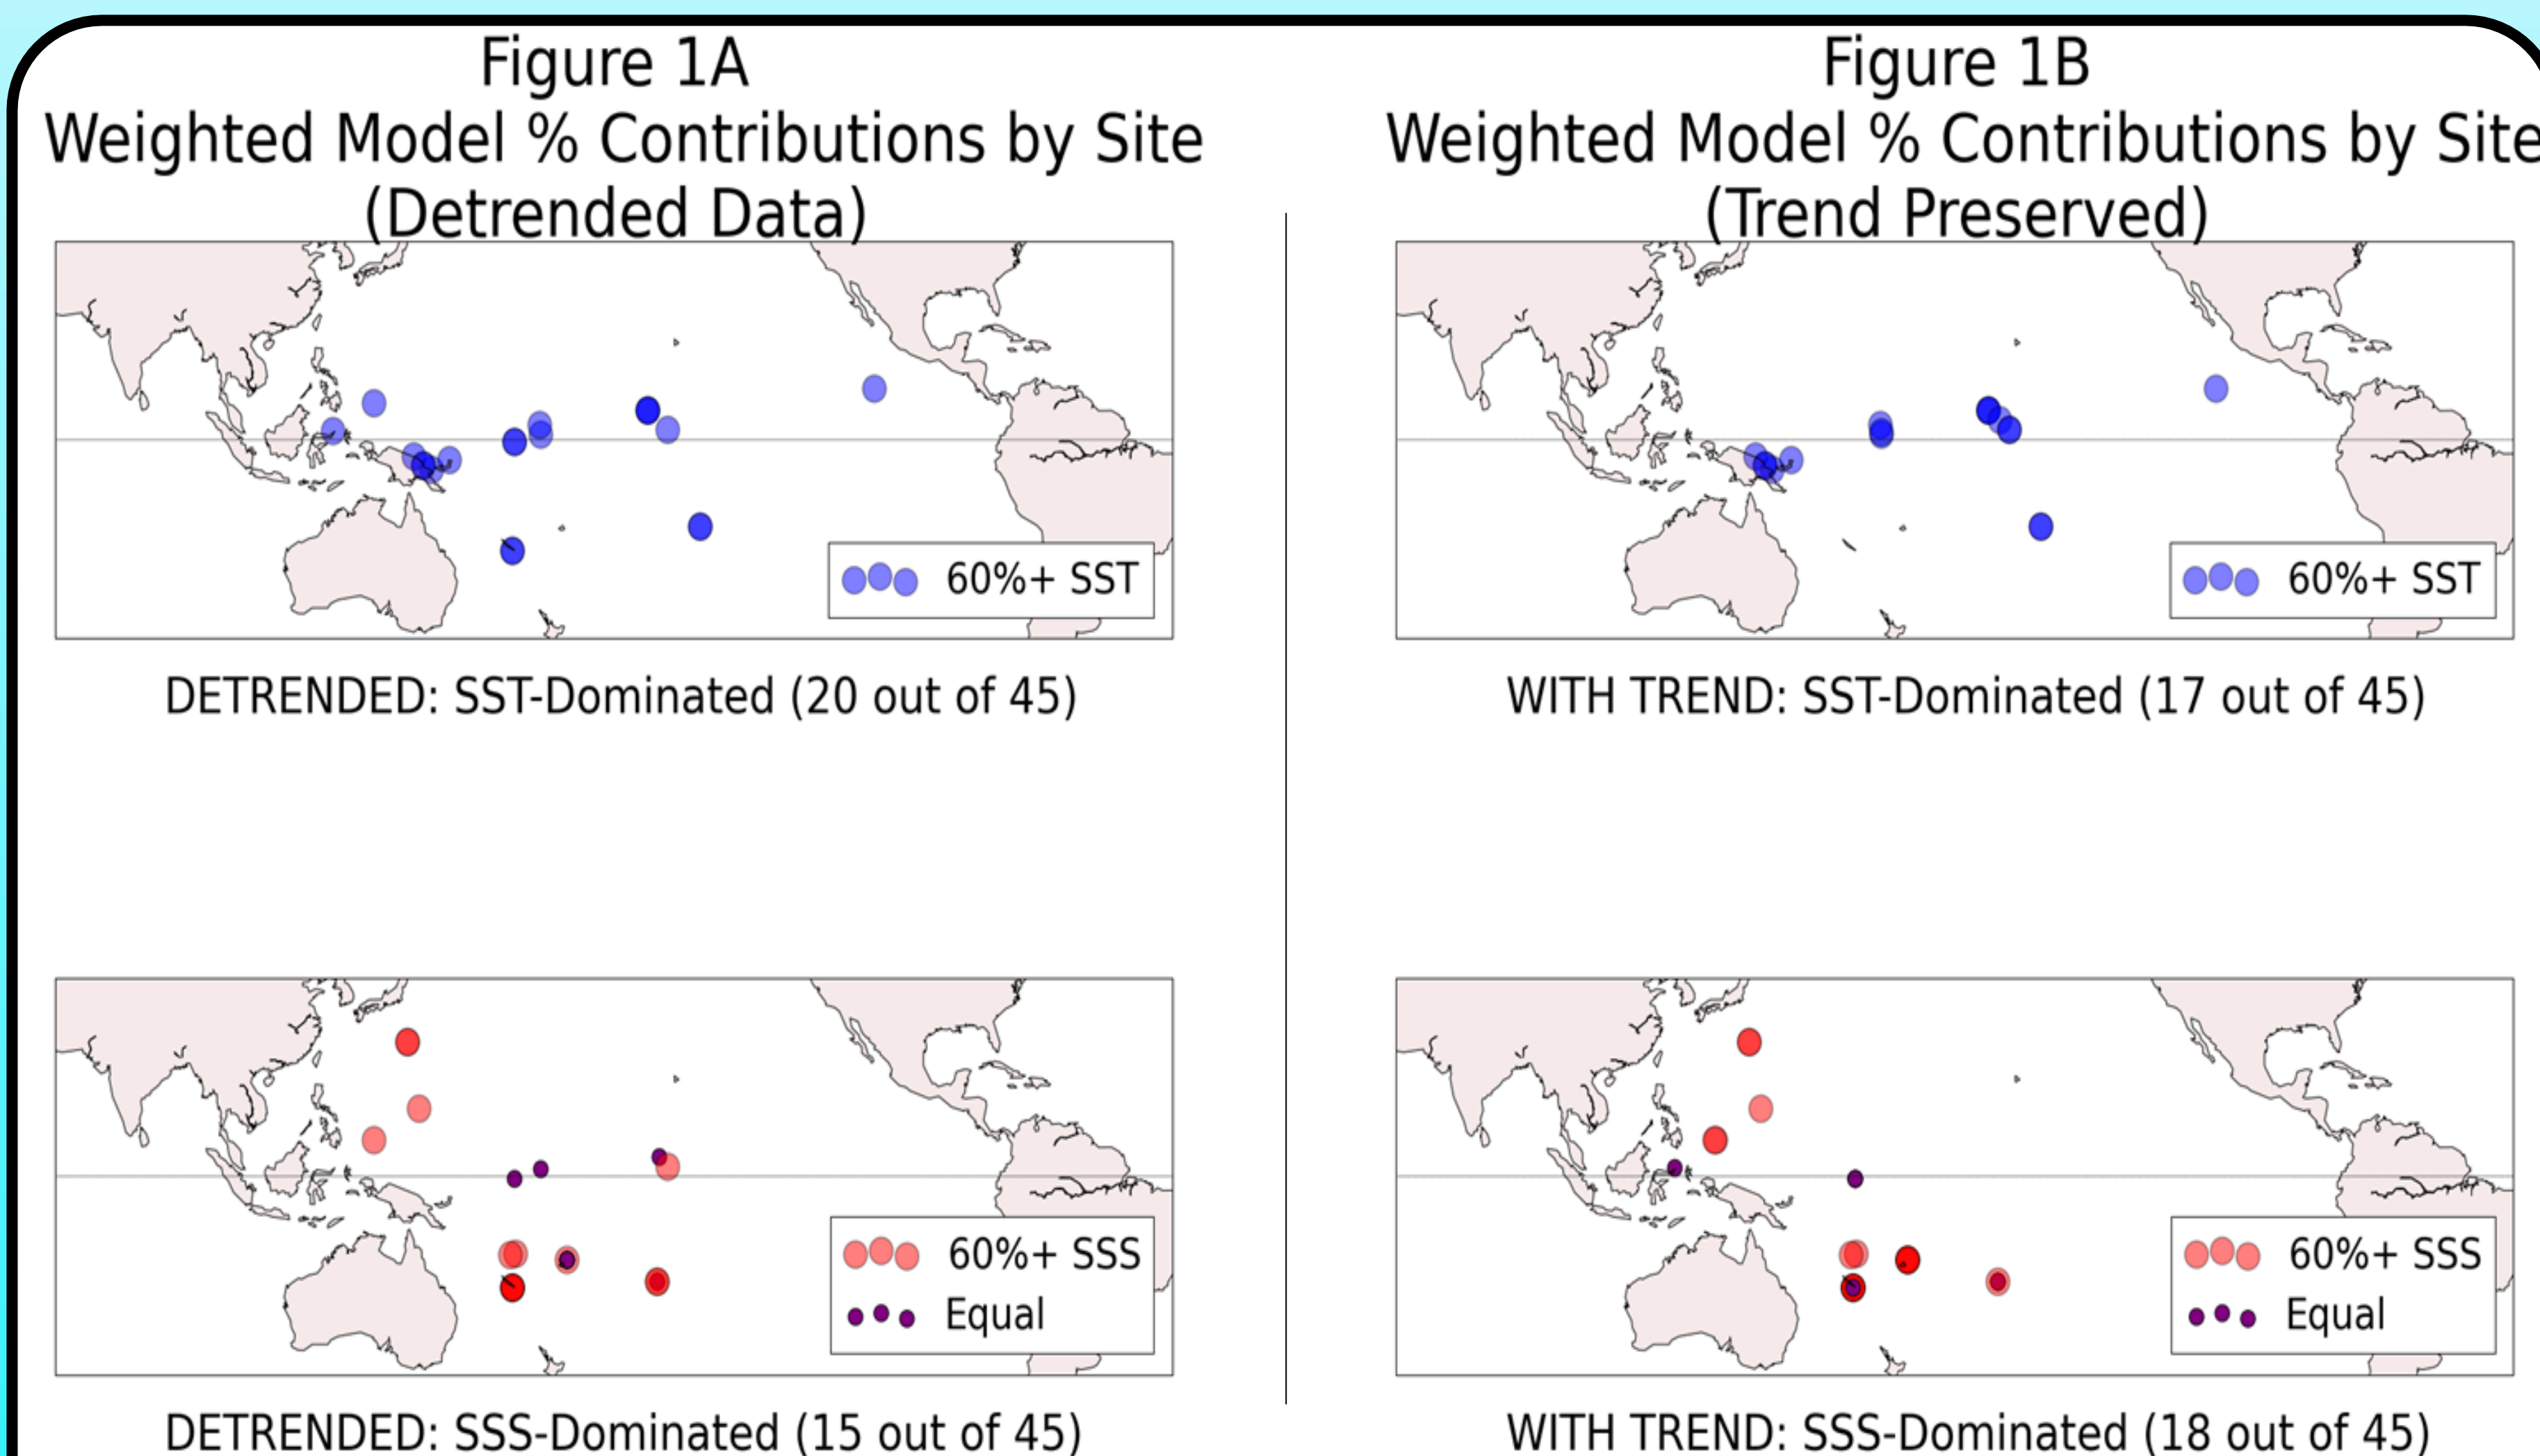 Figure 1A
Weighted Model % Contributions by Site
(Detrended Data)
60%+ SST
DETRENDED: SST-Dominated (20 out of 45)
60%+ SSS
Equal
DETRENDED: SSS-Dominated (15 out of 45)
Figure 1B
Weighted Model % Contributions by Site
(Trend Preserved)
60%+ SST
WITH TREND: SST-Dominated (17 out of 45)
60%+ SSS
Equal
WITH TREND: SSS-Dominated (18 out of 45)